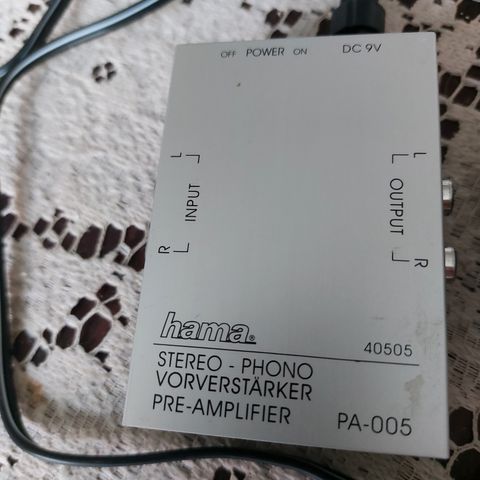 OFF POWER ON DC 9V
L
INPUT
R
L
OUTPUT
R
hama®
40505
STEREO - PHONO
VORVERSTÄRKER
PRE-AMPLIFIER PA-005